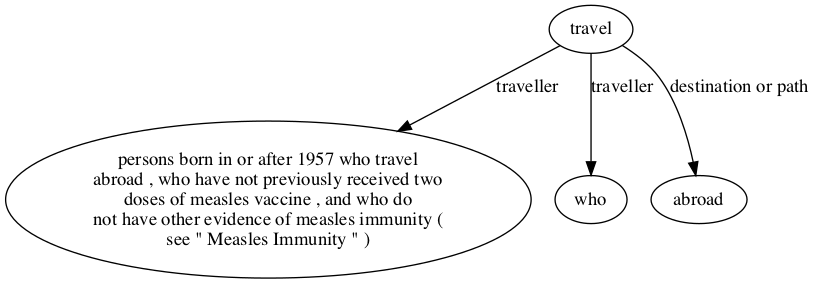 travel
traveller
traveller
destination or path
persons born in or after 1957 who travel
abroad , who have not previously received two
doses of measles vaccine , and who do
not have other evidence of measles immunity (
see " Measles Immunity " )
who
abroad